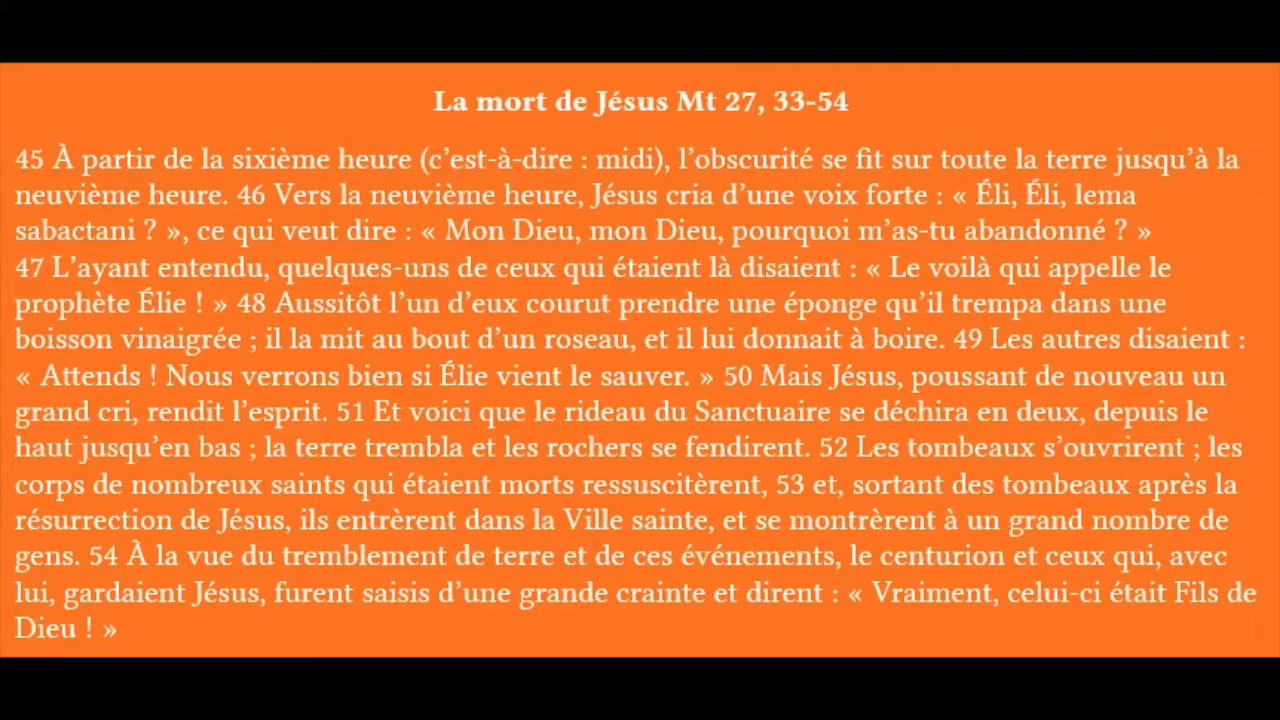 La mort de Jésus Mt 27, 33-54
45 À partir de la sixième heure (c’est-à-dire : midi), l’obscurité se fit sur toute la terre jusqu’à la
neuvième heure. 46 Vers la neuvième heure, Jésus cria d’une voix forte : « Éli, Éli, lema
sabactani ? », ce qui veut dire : « Mon Dieu, mon Dieu, pourquoi m’as-tu abandonné ? »
47 L’ayant entendu, quelques-uns de ceux qui étaient là disaient : « Le voilà qui appelle le
prophète Élie ! » 48 Aussitôt l’un d’eux courut prendre une éponge qu’il trempa dans une
boisson vinaigrée ; il la mit au bout d’un roseau, et il lui donnait à boire. 49 Les autres disaient :
« Attends ! Nous verrons bien si Élie vient le sauver. » 50 Mais Jésus, poussant de nouveau un
grand cri, rendit l’esprit. 51 Et voici que le rideau du Sanctuaire se déchira en deux, depuis le
haut jusqu’en bas ; la terre trembla et les rochers se fendirent. 52 Les tombeaux s’ouvrirent ; les
corps de nombreux saints qui étaient morts ressuscitèrent, 53 et, sortant des tombeaux après la
résurrection de Jésus, ils entrèrent dans la Ville sainte, et se montrèrent à un grand nombre de
gens. 54 À la vue du tremblement de terre et de ces événements, le centurion et ceux qui, avec
lui, gardaient Jésus, furent saisis d’une grande crainte et dirent : « Vraiment, celui-ci était Fils de
Dieu ! »